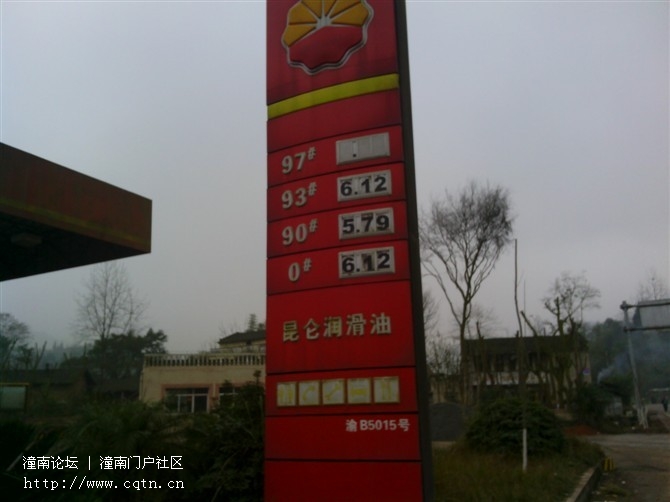 97#
93# 6.12
90# 5.79
0# 6.12
昆仑润滑油
渝B5015号
潼南论坛 | 潼南门户社区
http://www.cqtn.cn